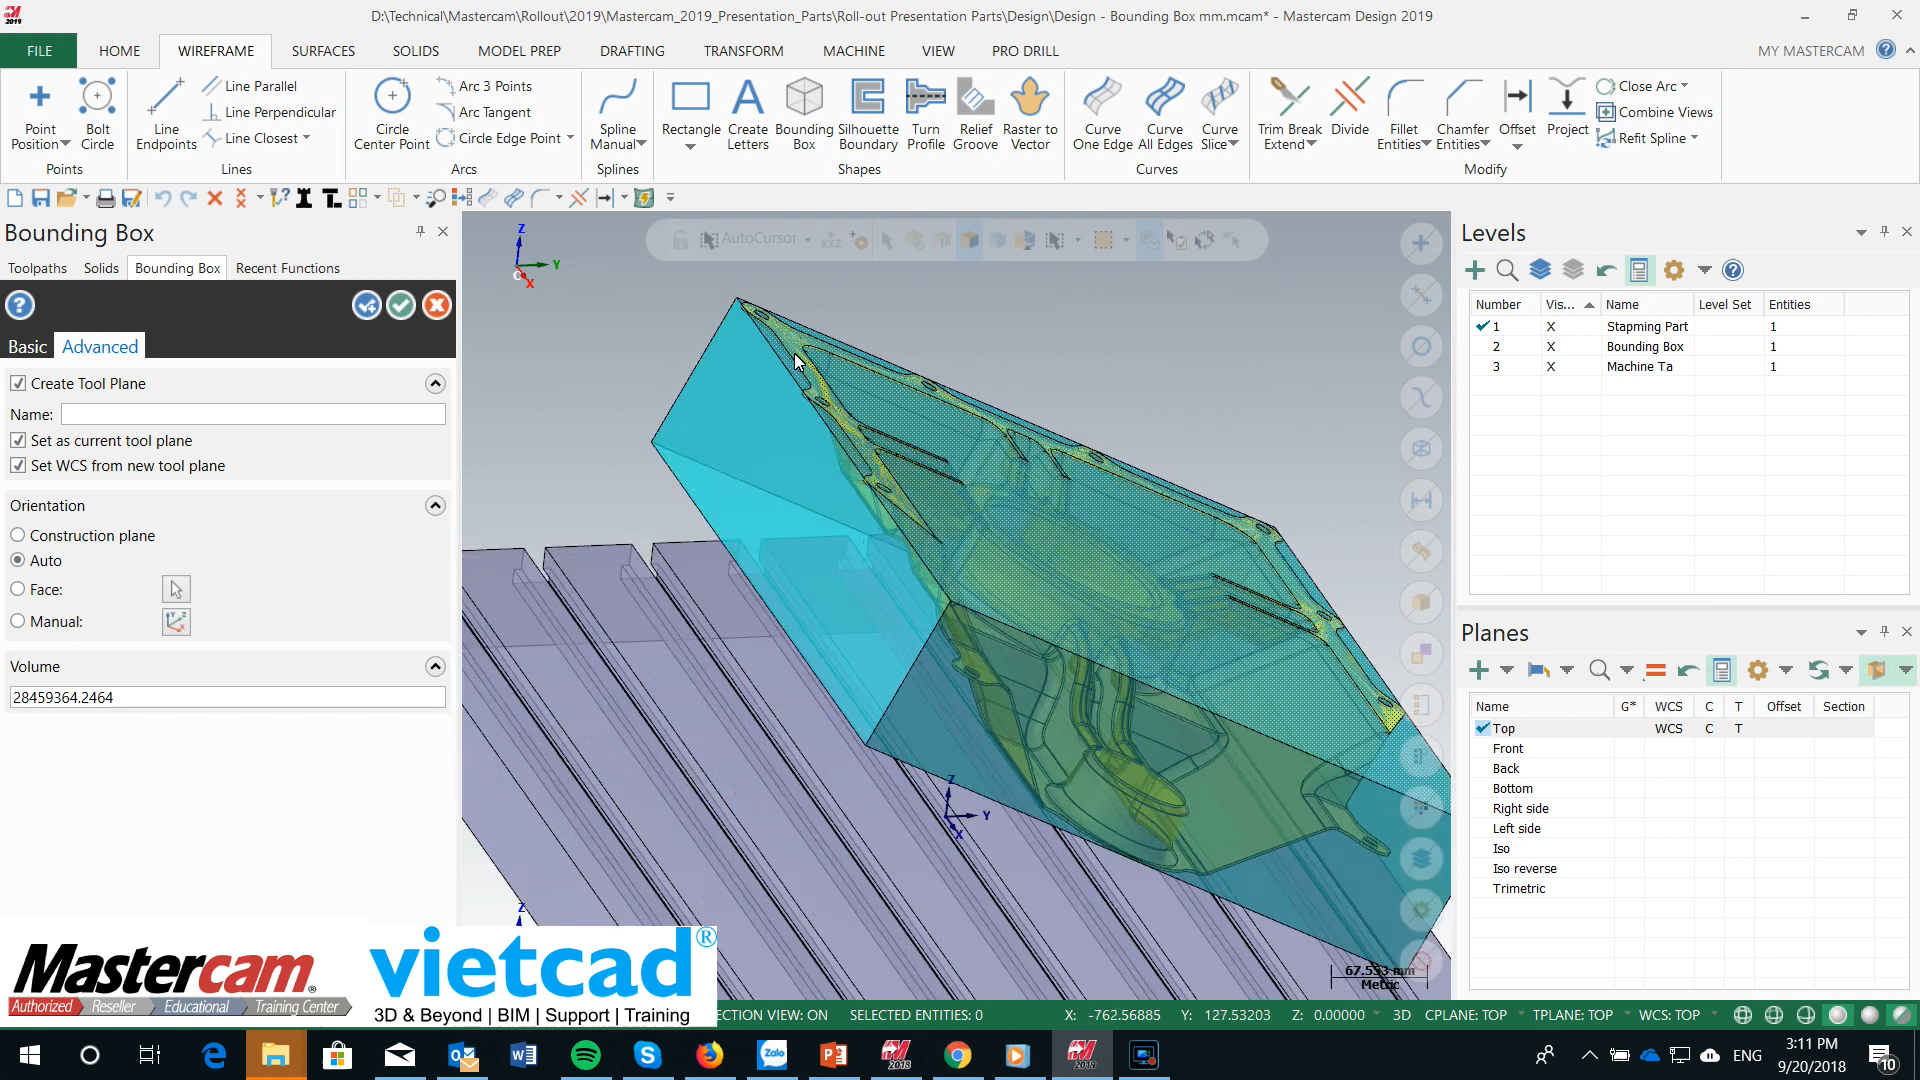 D:\Technical\Mastercam\Rollout\2019\Mastercam_2019_Presentation_Parts\Roll-out Presentation Parts\Design\Design - Bounding Box mm.mcam* - Mastercam Design 2019
FILE HOME WIREFRAME SURFACES SOLIDS MODEL PREP DRAFTING TRANSFORM MACHINE VIEW PRO DRILL MY MASTERCAM
Point Position
Bolt Circle
Points
Line Endpoints
Line Parallel
Line Perpendicular
Line Closest
Lines
Circle Center Point
Arc 3 Points
Arc Tangent
Circle Edge Point
Arcs
Spline Manual
Splines
Rectangle
Create Letters
Bounding Box
Silhouette Boundary
Turn Profile
Relief Groove
Raster to Vector
Shapes
Curve One Edge
Curve All Edges
Curve Slice
Curves
Trim Break Extend
Divide
Fillet Entities
Chamfer Entities
Offset
Project
Close Arc
Combine Views
Refit Spline
Modify
Bounding Box
Toolpaths Solids Bounding Box Recent Functions
Basic Advanced
Create Tool Plane
Name:
Set as current tool plane
Set WCS from new tool plane
Orientation
Construction plane
Auto
Face:
Manual:
Volume
28459364.2464
AutoCursor
Z
Y
X
Z
Y
X
Z
67.553 mm
Metric
Levels
Number Vis... Name Level Set Entities
1 X Stapming Part 1
2 X Bounding Box 1
3 X Machine Ta 1
Planes
Name G* WCS C T Offset Section
Top WCS C T
Front
Back
Bottom
Right side
Left side
Iso
Iso reverse
Trimetric
Mastercam®
Authorized Reseller Educational Training Center
vietcad®
3D & Beyond | BIM | Support | Training
ECTION VIEW: ON SELECTED ENTITIES: 0 X: -762.56885 Y: 127.53203 Z: 0.00000 3D CPLANE: TOP TPLANE: TOP WCS: TOP
ENG
3:11 PM
9/20/2018
10